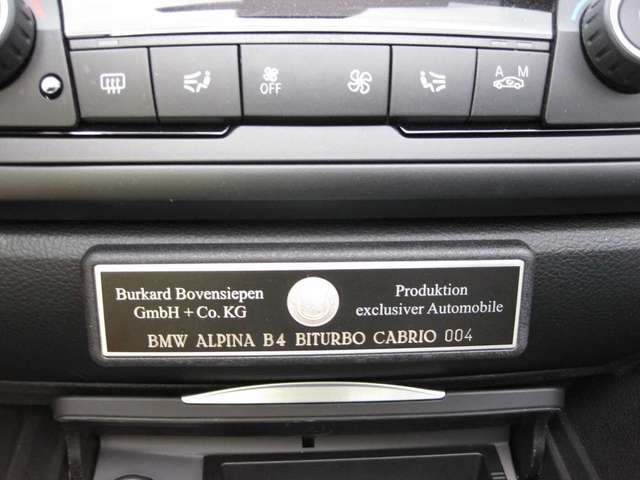 A M
OFF
Burkard Bovensiepen
GmbH + Co. KG
Produktion
exclusiver Automobile
BMW ALPINA B4 BITURBO CABRIO 004